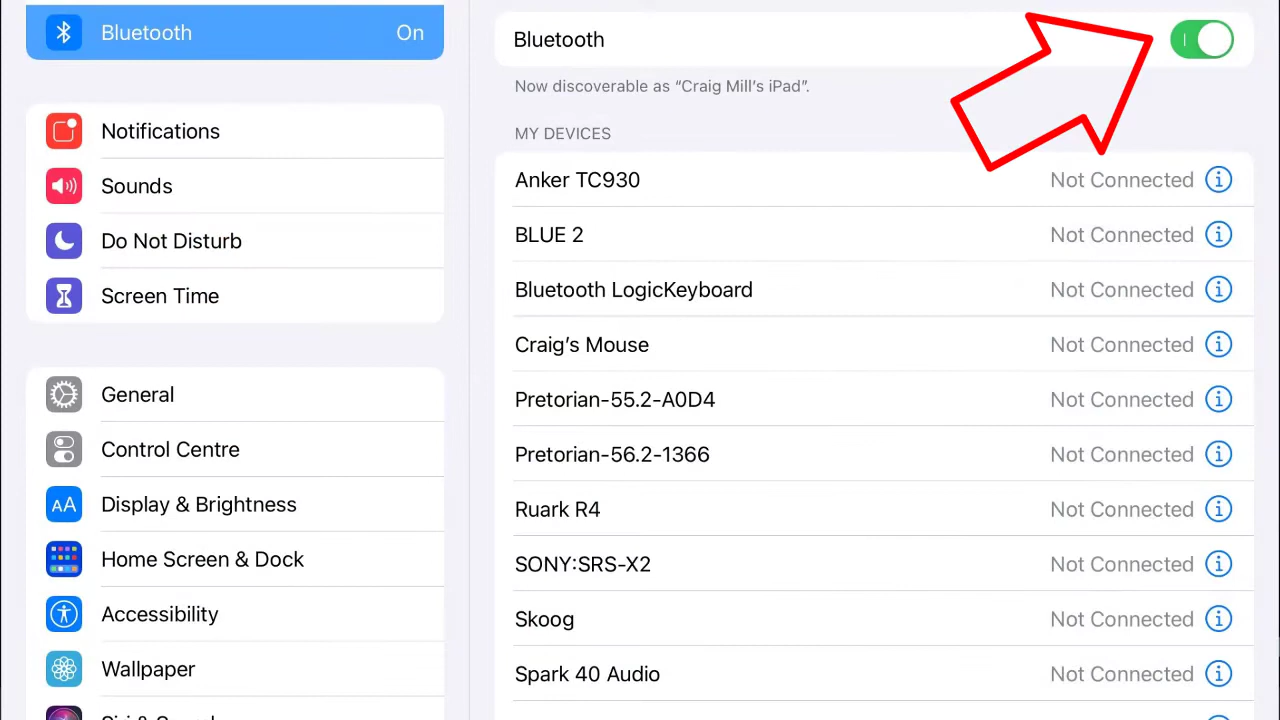 Bluetooth
On
Notifications
Sounds
Do Not Disturb
Screen Time
General
Control Centre
AA
Display & Brightness
Home Screen & Dock
Accessibility
Wallpaper
Bluetooth
Now discoverable as “Craig Mill’s iPad”.
MY DEVICES
Anker TC930 Not Connected
BLUE 2 Not Connected
Bluetooth LogicKeyboard Not Connected
Craig’s Mouse Not Connected
Pretorian-55.2-A0D4 Not Connected
Pretorian-56.2-1366 Not Connected
Ruark R4 Not Connected
SONY:SRS-X2 Not Connected
Skoog Not Connected
Spark 40 Audio Not Connected